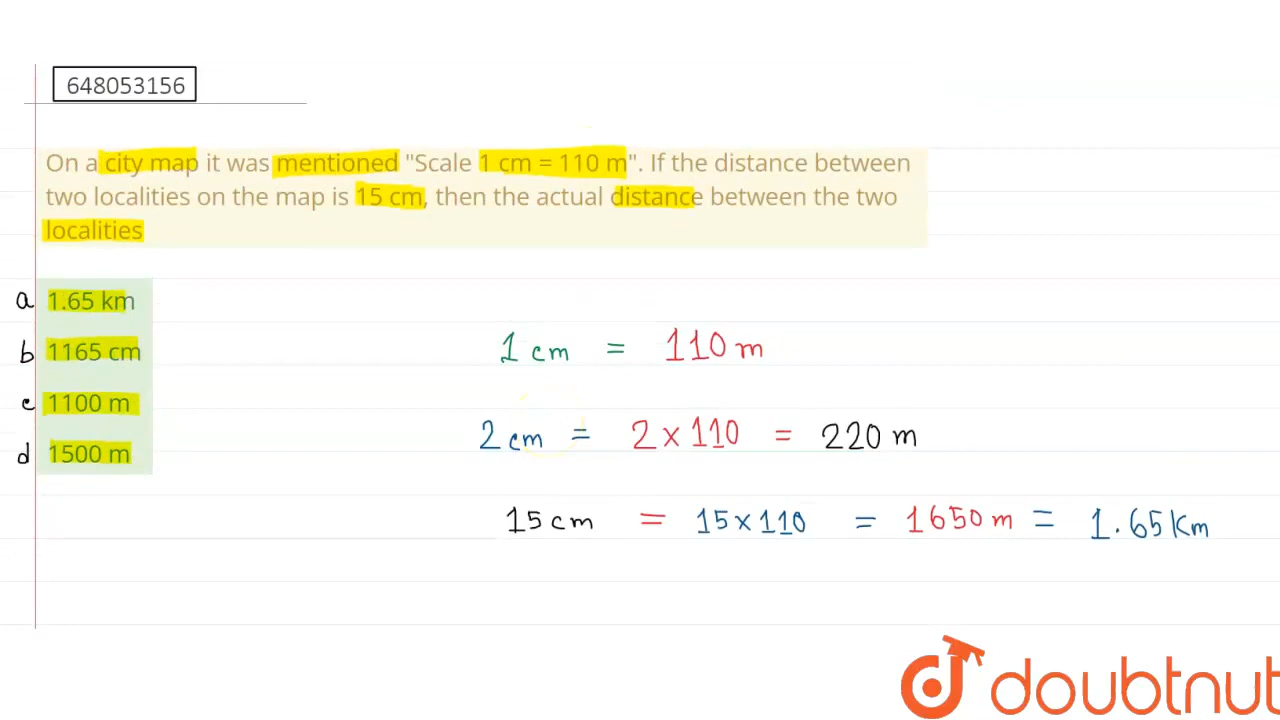 648053156
On a city map it was mentioned "Scale 1 cm = 110 m". If the distance between
two localities on the map is 15 cm, then the actual distance between the two
localities
a 1.65 km
b 1165 cm
c 1100 m
d 1500 m
1 cm = 110 m
2 cm = 2 × 110 = 220 m
15 cm = 15 × 110 = 1650 m = 1.65 Km
doubtnut